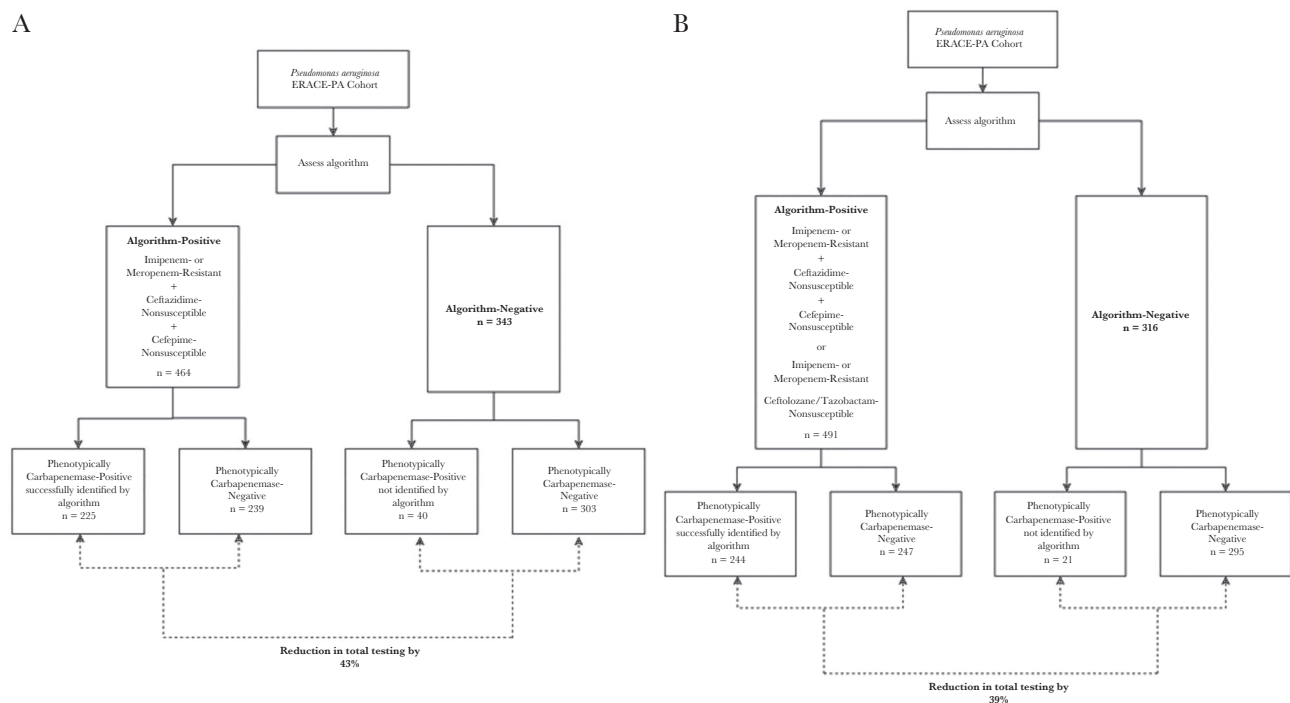 A
Pseudomonas aeruginosa
ERACE-PA Cohort
Assess algorithm
Algorithm-Positive
Imipenem- or
Meropenem-Resistant
+
Ceftazidime-
Nonsusceptible
+
Cefepime-
Nonsusceptible
n = 464
Algorithm-Negative
n = 343
Phenotypically
Carbapenemase-Positive
successfully identified by
algorithm
n = 225
Phenotypically
Carbapenemase-
Negative
n = 239
Phenotypically
Carbapenemase-Positive
not identified by
algorithm
n = 40
Phenotypically
Carbapenemase-
Negative
n = 303
Reduction in total testing by
43%
B
Pseudomonas aeruginosa
ERACE-PA Cohort
Assess algorithm
Algorithm-Positive
Imipenem- or
Meropenem-Resistant
+
Ceftazidime-
Nonsusceptible
+
Cefepime-
Nonsusceptible
or
Imipenem- or
Meropenem-Resistant
Ceftolozane/Tazobactam-
Nonsusceptible
n = 491
Algorithm-Negative
n = 316
Phenotypically
Carbapenemase-Positive
successfully identified by
algorithm
n = 244
Phenotypically
Carbapenemase-
Negative
n = 247
Phenotypically
Carbapenemase-Positive
not identified by
algorithm
n = 21
Phenotypically
Carbapenemase-
Negative
n = 295
Reduction in total testing by
39%